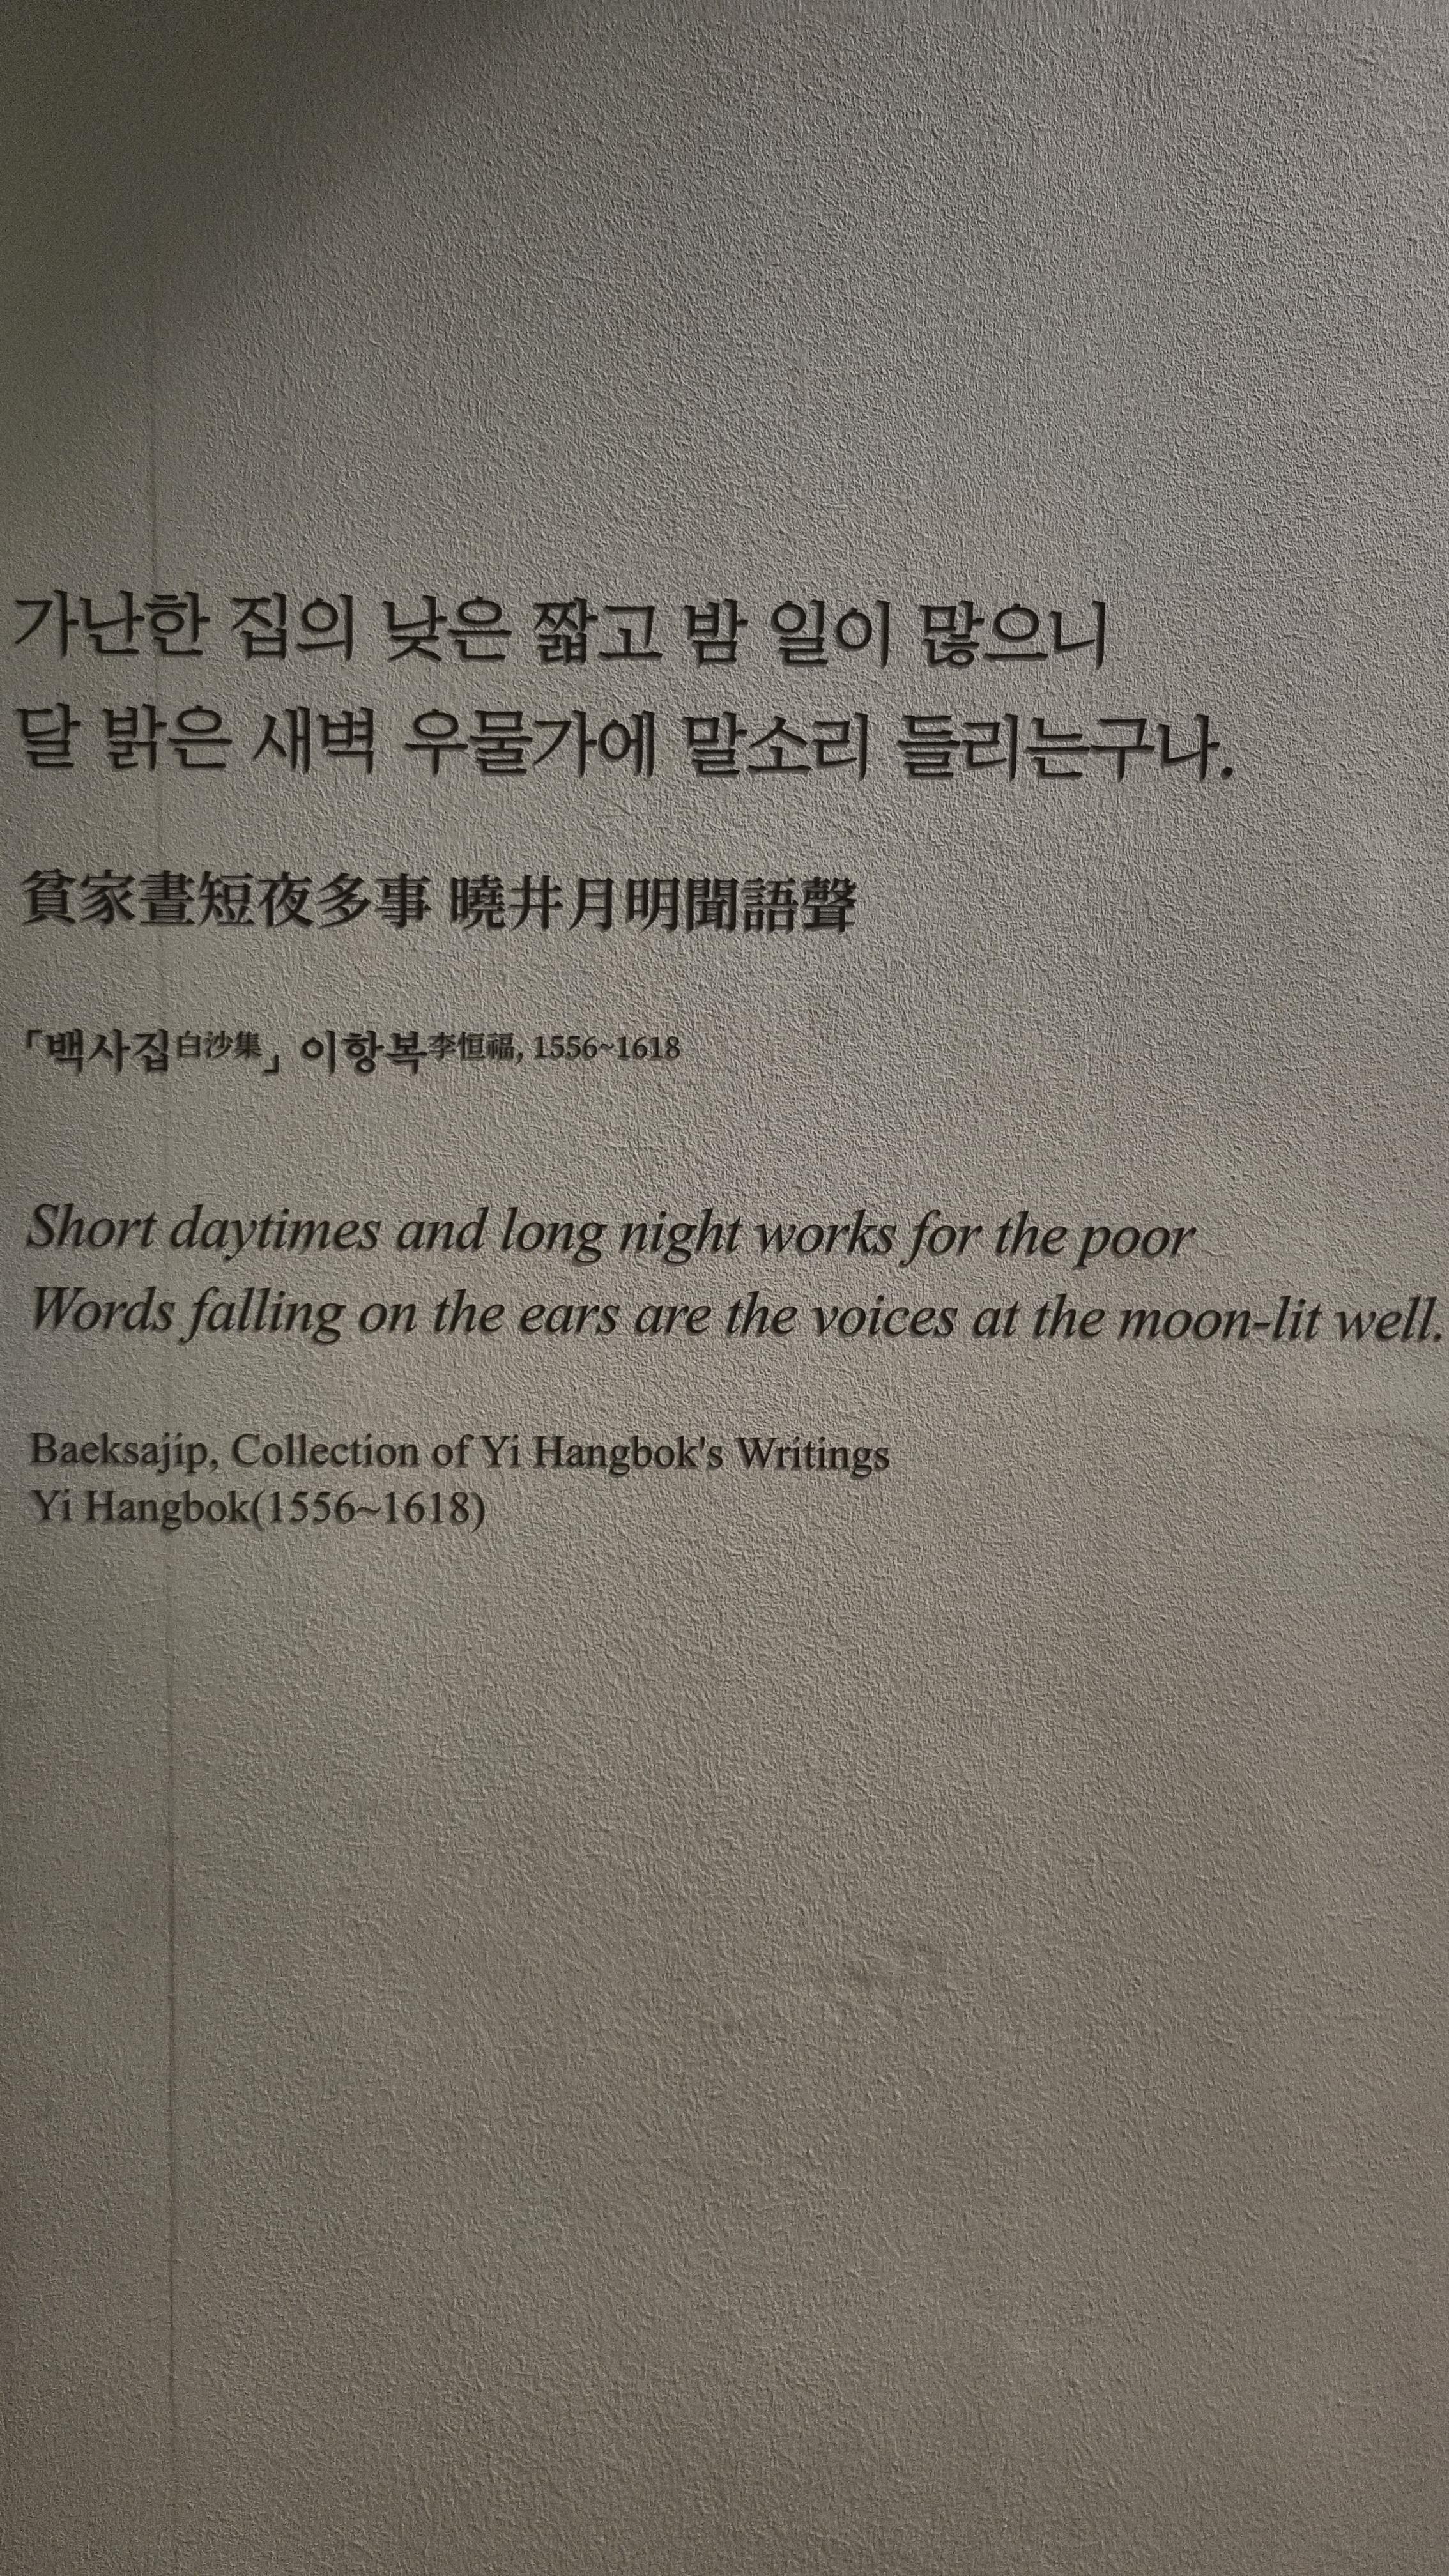 가난한 집의 낮은 짧고 밤 일이 많으니
달 밝은 새벽 우물가에 말소리 들리는구나.
貧家晝短夜多事 曉井月明聞語聲
「백사집白沙集」 이항복李恒福, 1556~1618
Short daytimes and long night works for the poor
Words falling on the ears are the voices at the moon-lit well.
Baeksajip, Collection of Yi Hangbok's Writings
Yi Hangbok(1556~1618)